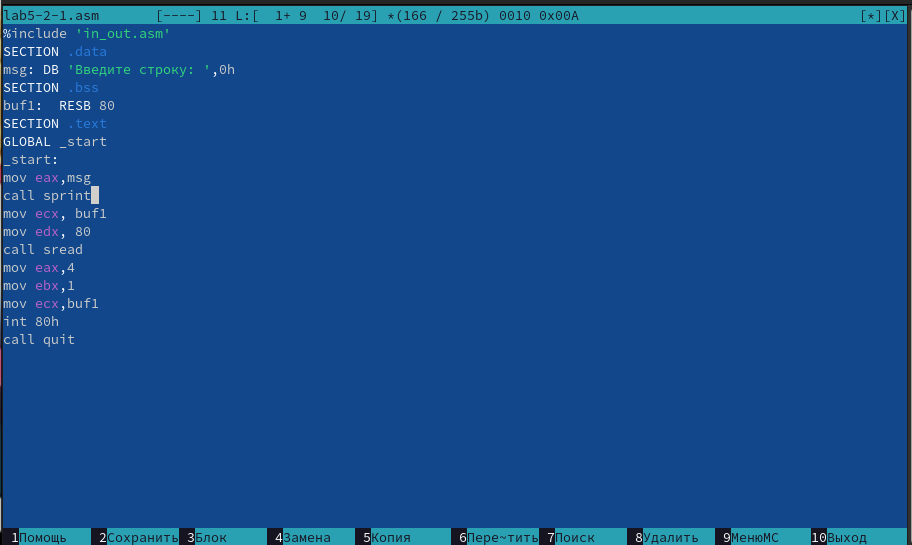 lab5-2-1.asm [----] 11 L:[ 1+ 9 10/ 19] *(166 / 255b) 0010 0x00A [*][X]
%include 'in_out.asm'
SECTION .data
msg: DB 'Введите строку: ',0h
SECTION .bss
buf1: RESB 80
SECTION .text
GLOBAL _start
_start:
mov eax,msg
call sprint
mov ecx, buf1
mov edx, 80
call sread
mov eax,4
mov ebx,1
mov ecx,buf1
int 80h
call quit
1Помощь 2Сохранить 3Блок 4Замена 5Копия 6Пере~тить 7Поиск 8Удалить 9МенюМС 10Выход